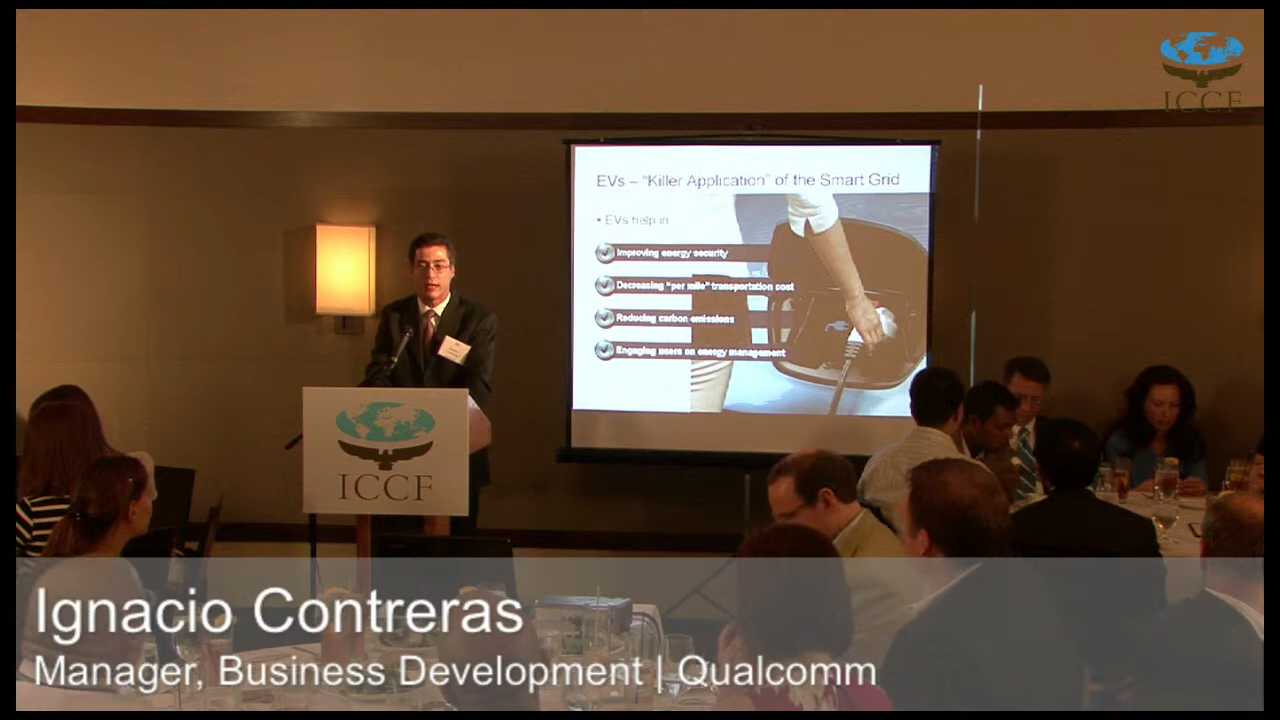 ICCF
EVs – "Killer Application" of the Smart Grid
• EVs help in
Improving energy security
Decreasing "per mile" transportation cost
Reducing carbon emissions
Engaging users on energy management
ICCF
Ignacio Contreras
Manager, Business Development | Qualcomm